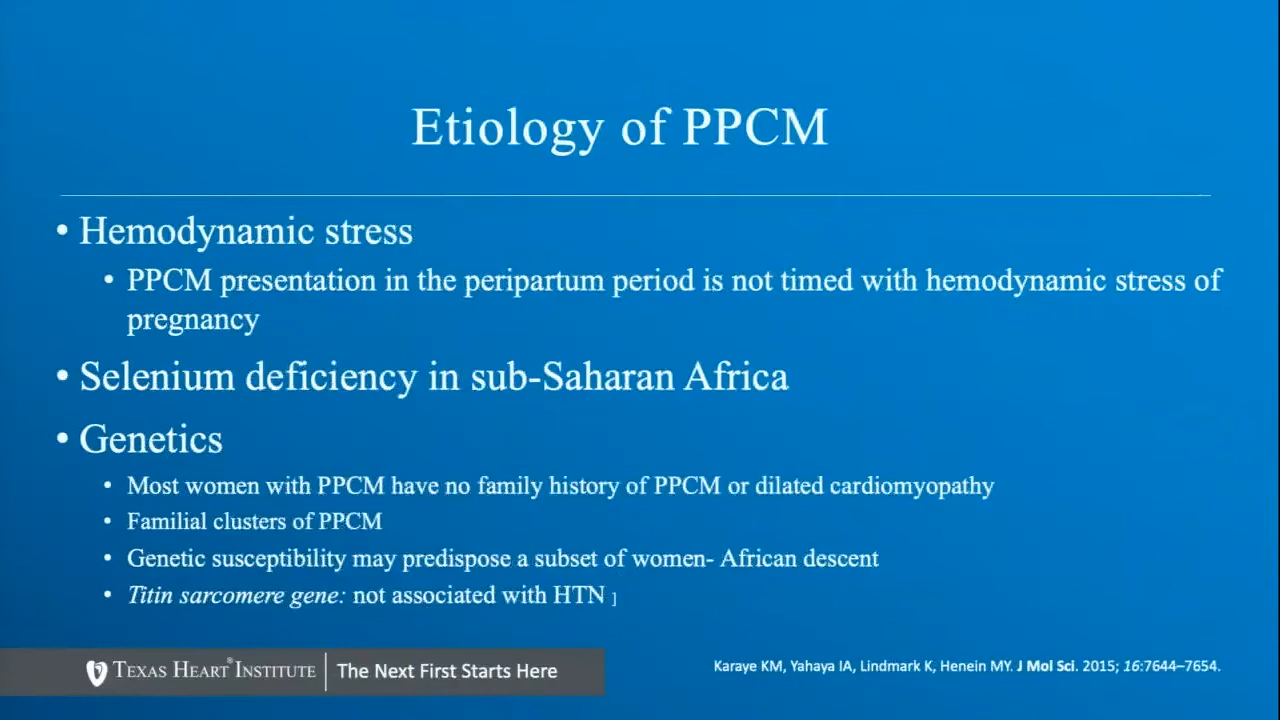 Etiology of PPCM
• Hemodynamic stress
• PPCM presentation in the peripartum period is not timed with hemodynamic stress of
pregnancy
• Selenium deficiency in sub-Saharan Africa
• Genetics
• Most women with PPCM have no family history of PPCM or dilated cardiomyopathy
• Familial clusters of PPCM
• Genetic susceptibility may predispose a subset of women- African descent
• Titin sarcomere gene: not associated with HTN ]
TEXAS HEART® INSTITUTE | The Next First Starts Here
Karaye KM, Yahaya IA, Lindmark K, Henein MY. J Mol Sci. 2015; 16:7644–7654.